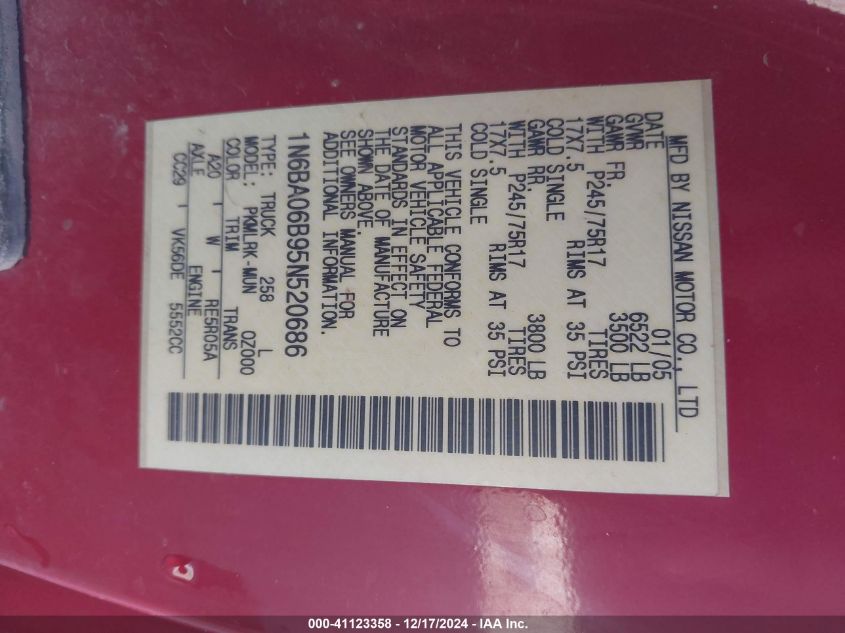 MFD BY NISSAN MOTOR CO., LTD
DATE 01/05
GVWR 6522 LB
GAWR FR. 3500 LB
WITH P245/75R17 TIRES
17X7.5 RIMS AT 35 PSI
COLD SINGLE
GAWR RR. 3800 LB
WITH P245/75R17 TIRES
17X7.5 RIMS AT 35 PSI
COLD SINGLE
THIS VEHICLE CONFORMS TO
ALL APPLICABLE FEDERAL
MOTOR VEHICLE SAFETY
STANDARDS IN EFFECT ON
THE DATE OF MANUFACTURE
SHOWN ABOVE.
SEE OWNERS MANUAL FOR
ADDITIONAL INFORMATION.
1N6BA06B95N520686
TYPE: TRUCK 258 L
MODEL: PKMLRK-MUN 0Z000
COLOR TRIM TRANS
A20 W RE5R05A
AXLE ENGINE
CC29 VK56DE 5552CC
000-41123358 - 12/17/2024 - IAA Inc.